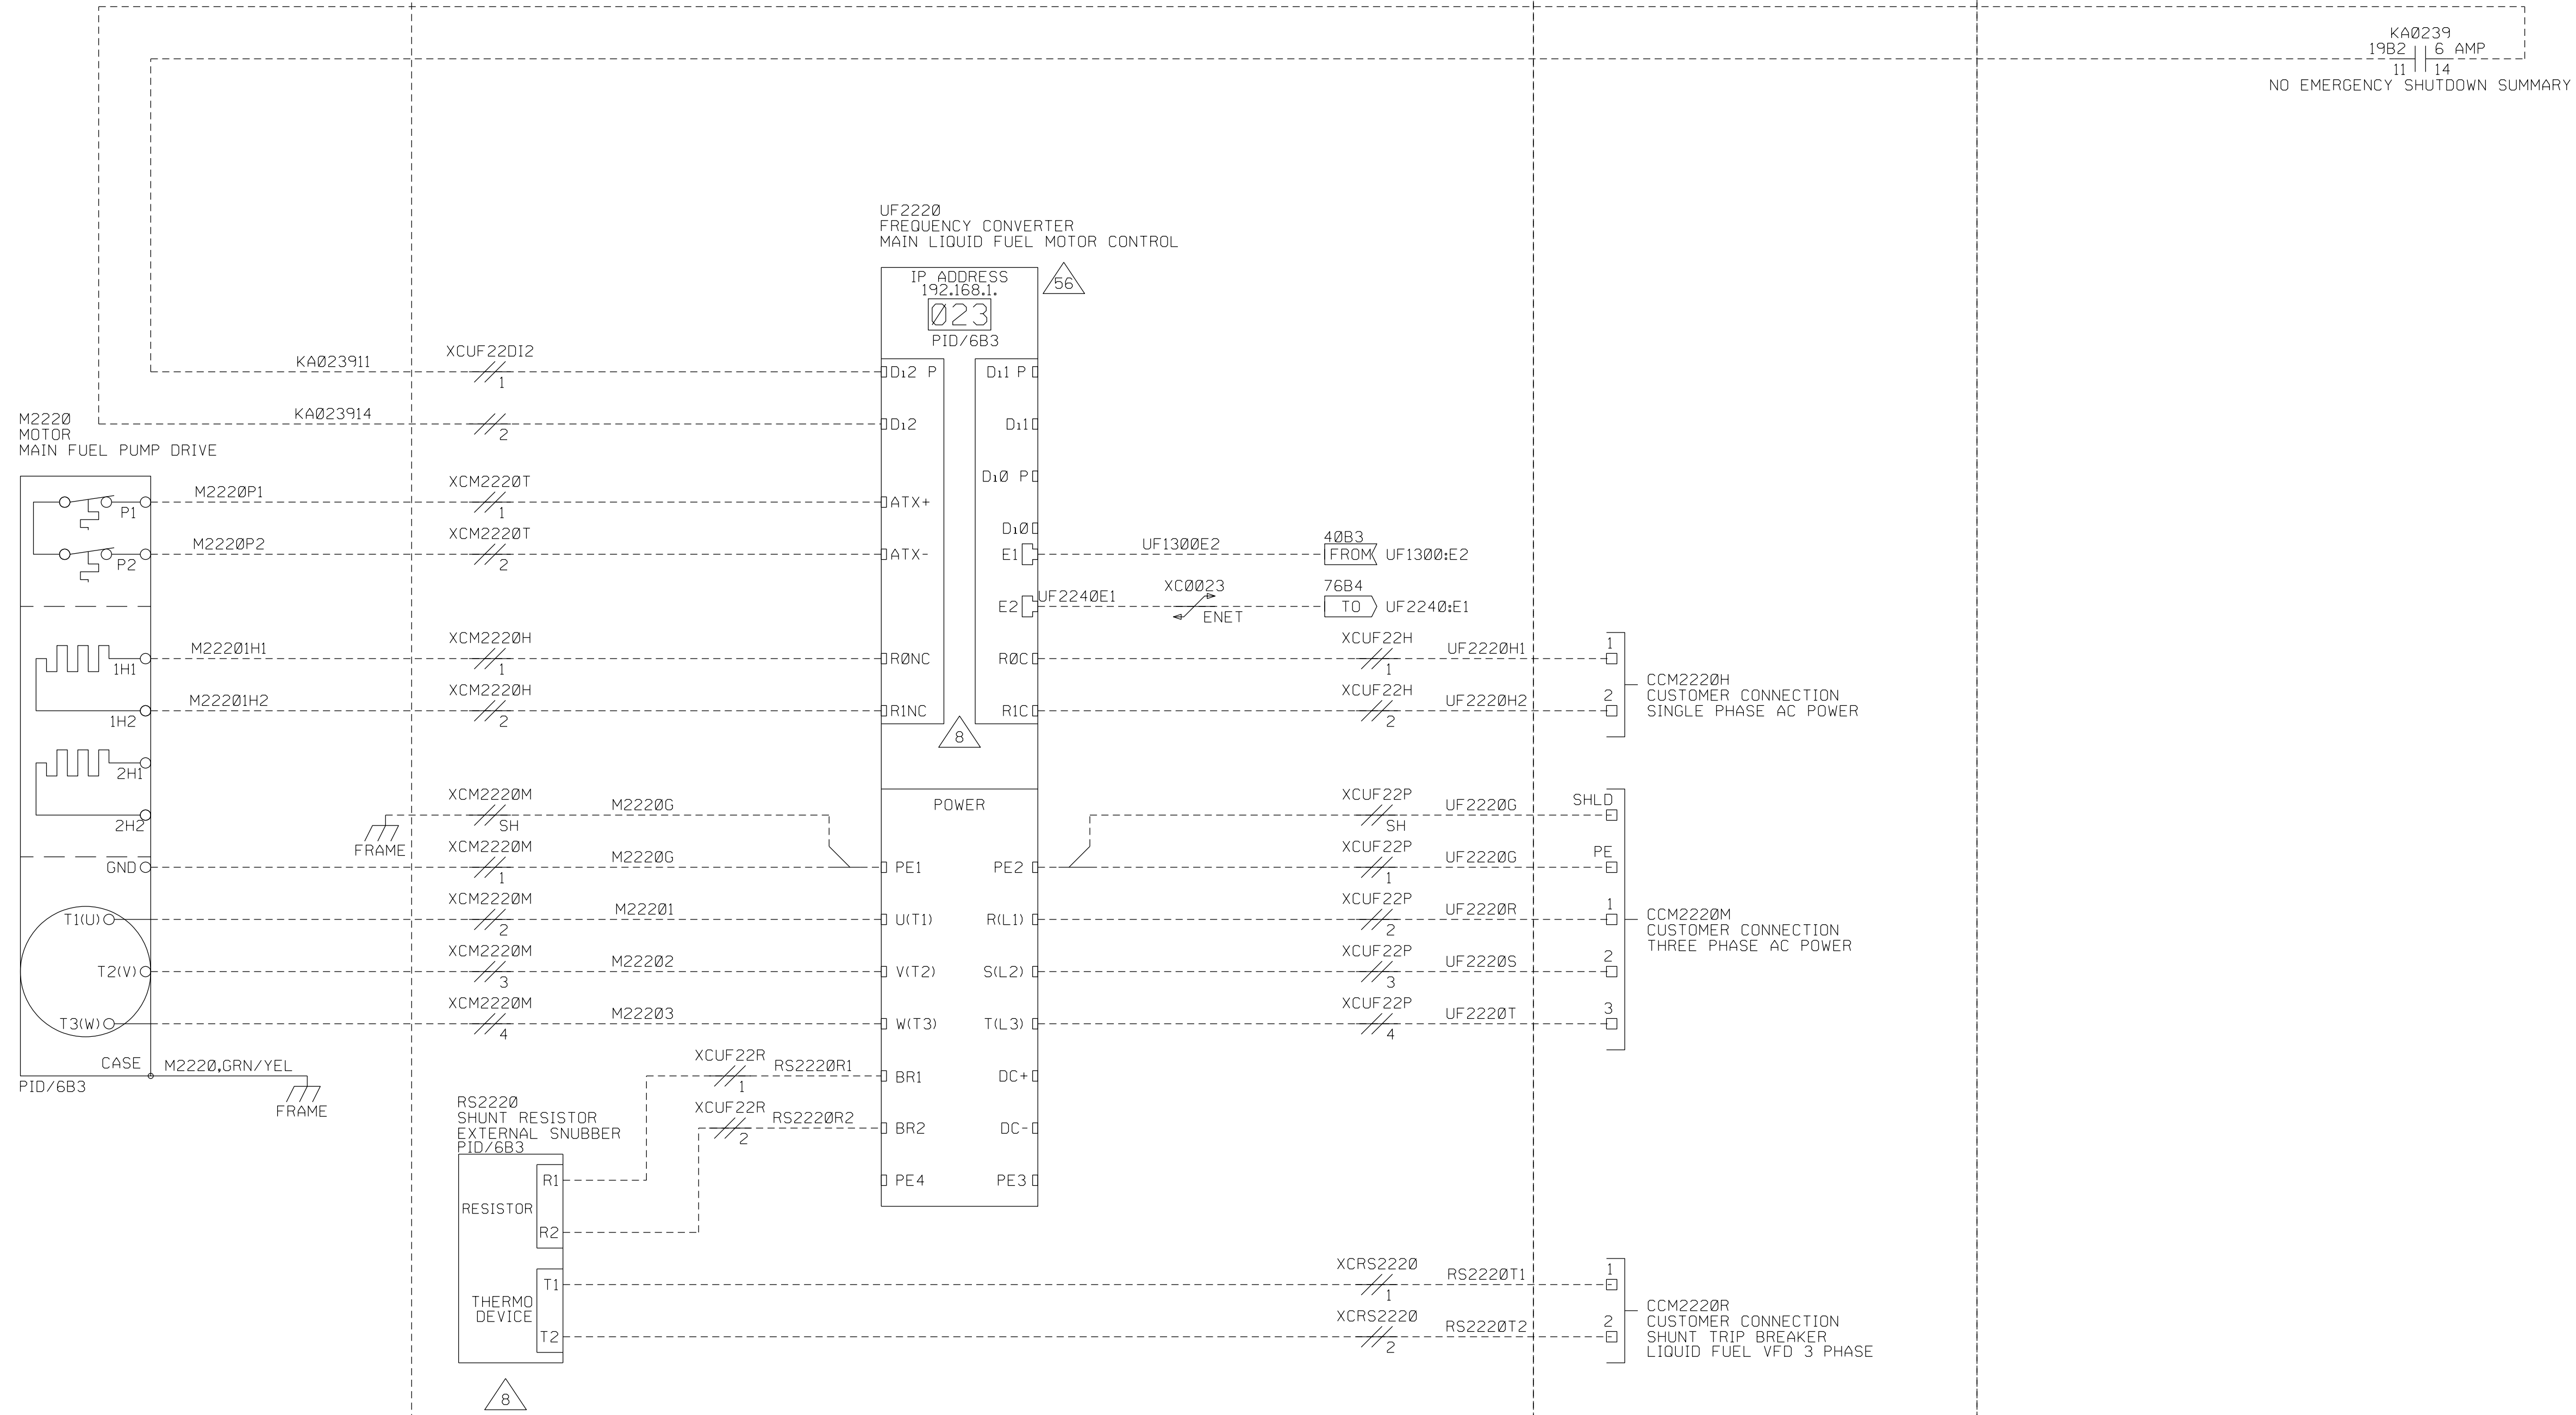 KA0239
19B2 6 AMP
11 14
NO EMERGENCY SHUTDOWN SUMMARY
UF2220
FREQUENCY CONVERTER
MAIN LIQUID FUEL MOTOR CONTROL
IP ADDRESS
192.168.1.
023
PID/6B3
56
KA023911
XCUF22DI2
1
Di2 P
Di1 P
KA023914
2
Di2
Di1
M2220
MOTOR
MAIN FUEL PUMP DRIVE
Di0 P
P1
M2220P1
XCM2220T
1
ATX+
Di0
P2
M2220P2
XCM2220T
2
ATX-
E1
UF1300E2
40B3
FROM
UF1300:E2
E2
UF2240E1
XC0023
ENET
76B4
TO
UF2240:E1
1H1
M22201H1
XCM2220H
1
R0NC
R0C
XCUF22H
1
UF2220H1
1
1H2
M22201H2
XCM2220H
2
R1NC
R1C
XCUF22H
2
UF2220H2
2
CCM2220H
CUSTOMER CONNECTION
SINGLE PHASE AC POWER
8
2H1
2H2
POWER
FRAME
XCM2220M
SH
M2220G
XCUF22P
SH
UF2220G
SHLD
GND
XCM2220M
1
M2220G
PE1
PE2
XCUF22P
1
UF2220G
PE
T1(U)
XCM2220M
2
M22201
U(T1)
R(L1)
XCUF22P
2
UF2220R
1
T2(V)
XCM2220M
3
M22202
V(T2)
S(L2)
XCUF22P
3
UF2220S
2
T3(W)
XCM2220M
4
M22203
W(T3)
T(L3)
XCUF22P
4
UF2220T
3
CCM2220M
CUSTOMER CONNECTION
THREE PHASE AC POWER
CASE
M2220,GRN/YEL
PID/6B3
FRAME
XCUF22R
1
RS2220R1
BR1
DC+
XCUF22R
2
RS2220R2
BR2
DC-
PE4
PE3
RS2220
SHUNT RESISTOR
EXTERNAL SNUBBER
PID/6B3
R1
RESISTOR
R2
T1
THERMO
DEVICE
T2
8
XCRS2220
1
RS2220T1
1
XCRS2220
2
RS2220T2
2
CCM2220R
CUSTOMER CONNECTION
SHUNT TRIP BREAKER
LIQUID FUEL VFD 3 PHASE